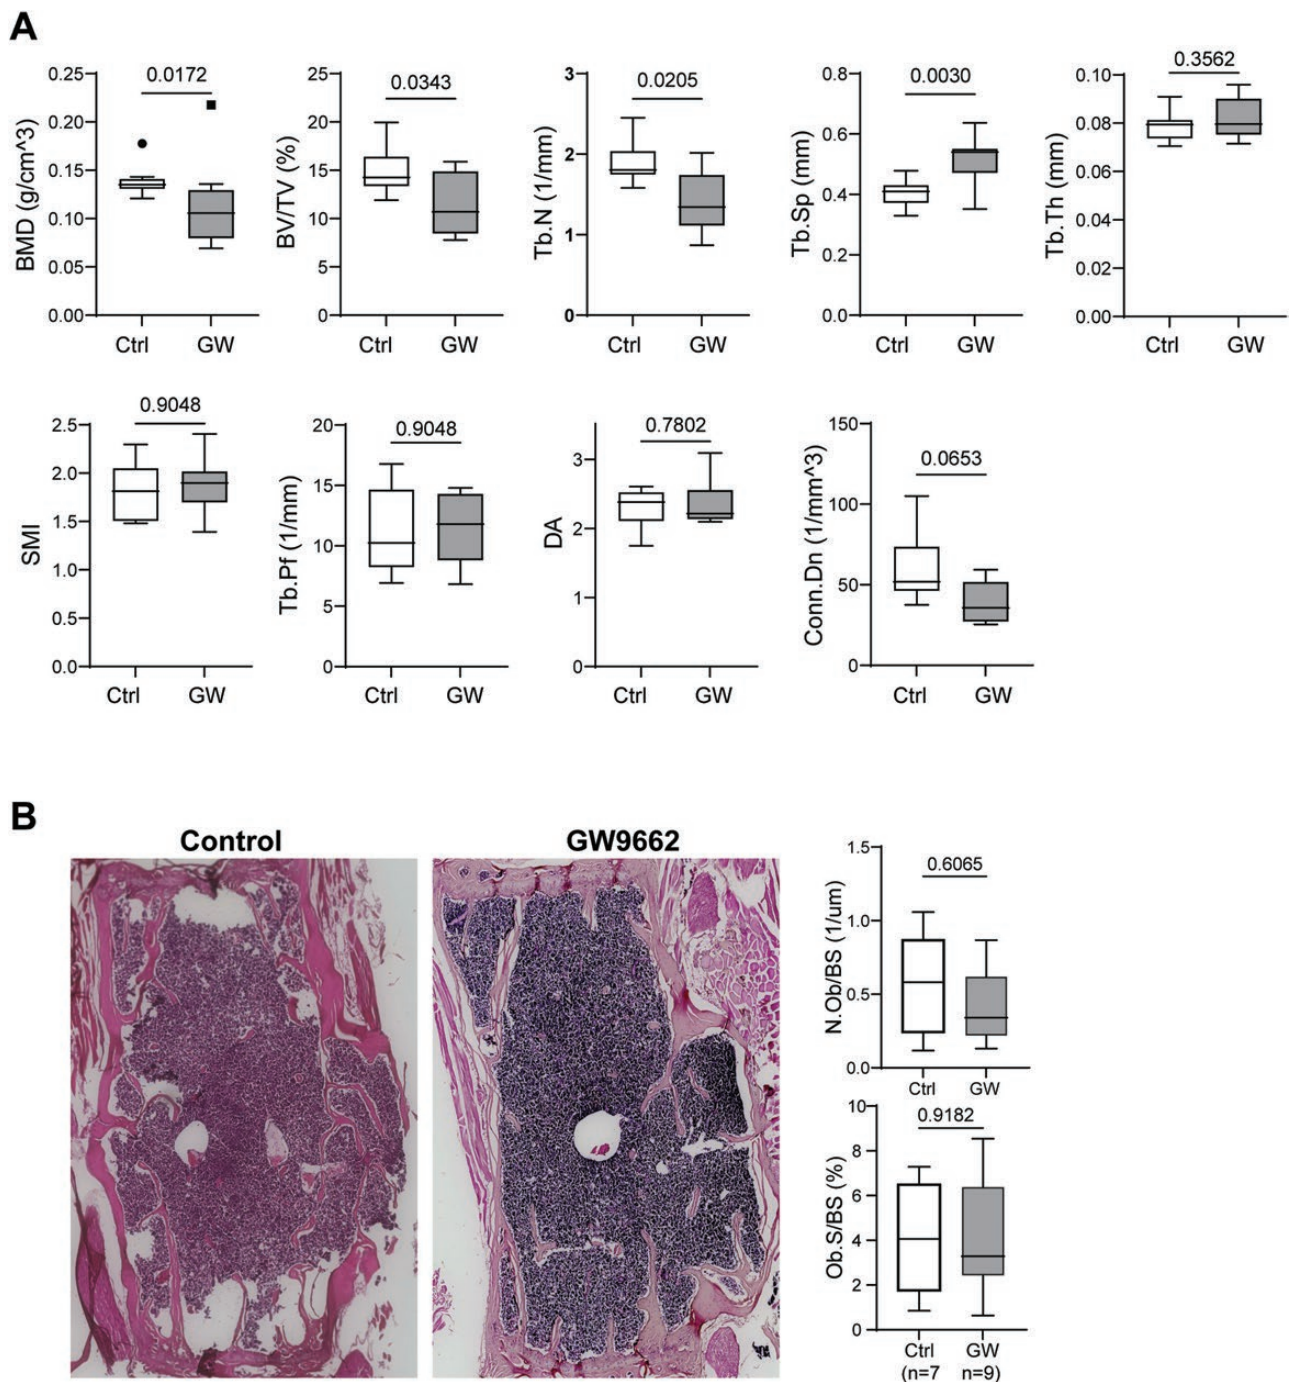 A
0.0172
0.25
0.20
0.15
0.10
0.05
0.00
BMD (g/cm^3)
Ctrl GW
0.0343
25
20
15
10
5
0
BV/TV (%)
Ctrl GW
0.0205
3
2
1
0
Tb.N (1/mm)
Ctrl GW
0.0030
0.8
0.6
0.4
0.2
0.0
Tb.Sp (mm)
Ctrl GW
0.3562
0.10
0.08
0.06
0.04
0.02
0.00
Tb.Th (mm)
Ctrl GW
0.9048
2.5
2.0
1.5
1.0
0.5
0.0
SMI
Ctrl GW
0.9048
20
15
10
5
0
Tb.Pf (1/mm)
Ctrl GW
0.7802
3
2
1
0
DA
Ctrl GW
0.0653
150
100
50
0
Conn.Dn (1/mm^3)
Ctrl GW
B
Control
GW9662
0.6065
1.5
1.0
0.5
0.0
N.Ob/BS (1/um)
Ctrl GW
0.9182
10
8
6
4
2
0
Ob.S/BS (%)
Ctrl GW
(n=7 n=9)